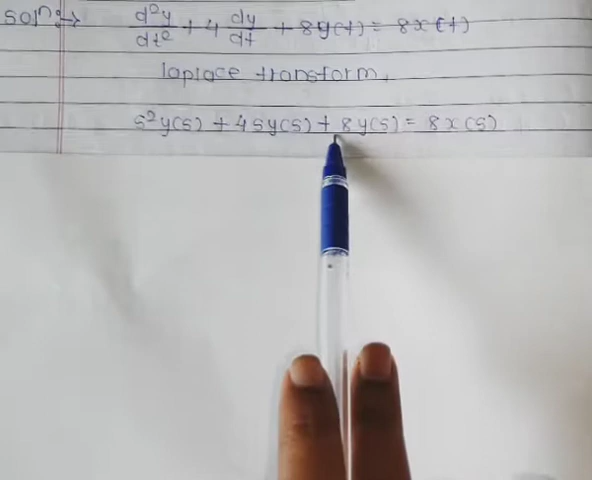 Soln:→ d²y/dt² + 4 dy/dt + 8y(t) = 8x(t)
laplace transform,
s²y(s) + 4sy(s) + 8y(s) = 8x(s)